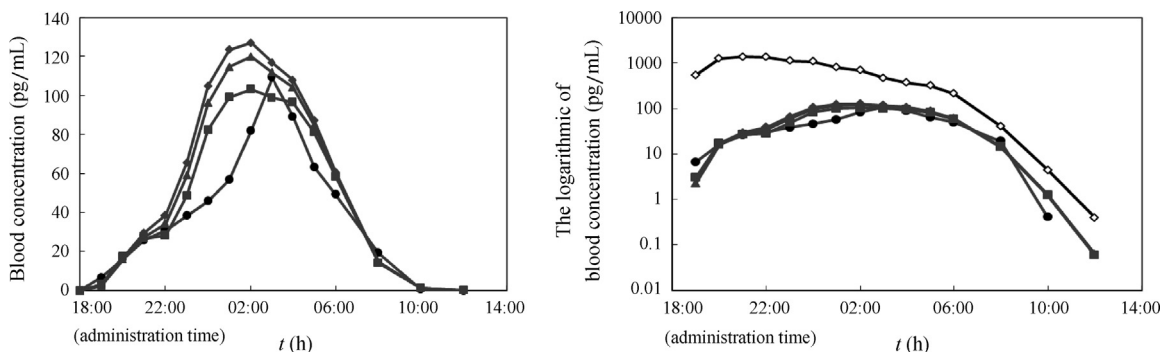 Blood concentration (pg/mL)
140
120
100
80
60
40
20
0
18:00 22:00 02:00 06:00 10:00 14:00
(administration time) t (h)
The logarithmic of
blood concentration (pg/mL)
10000
1000
100
10
1
0.1
0.01
18:00 22:00 02:00 06:00 10:00 14:00
(administration time) t (h)